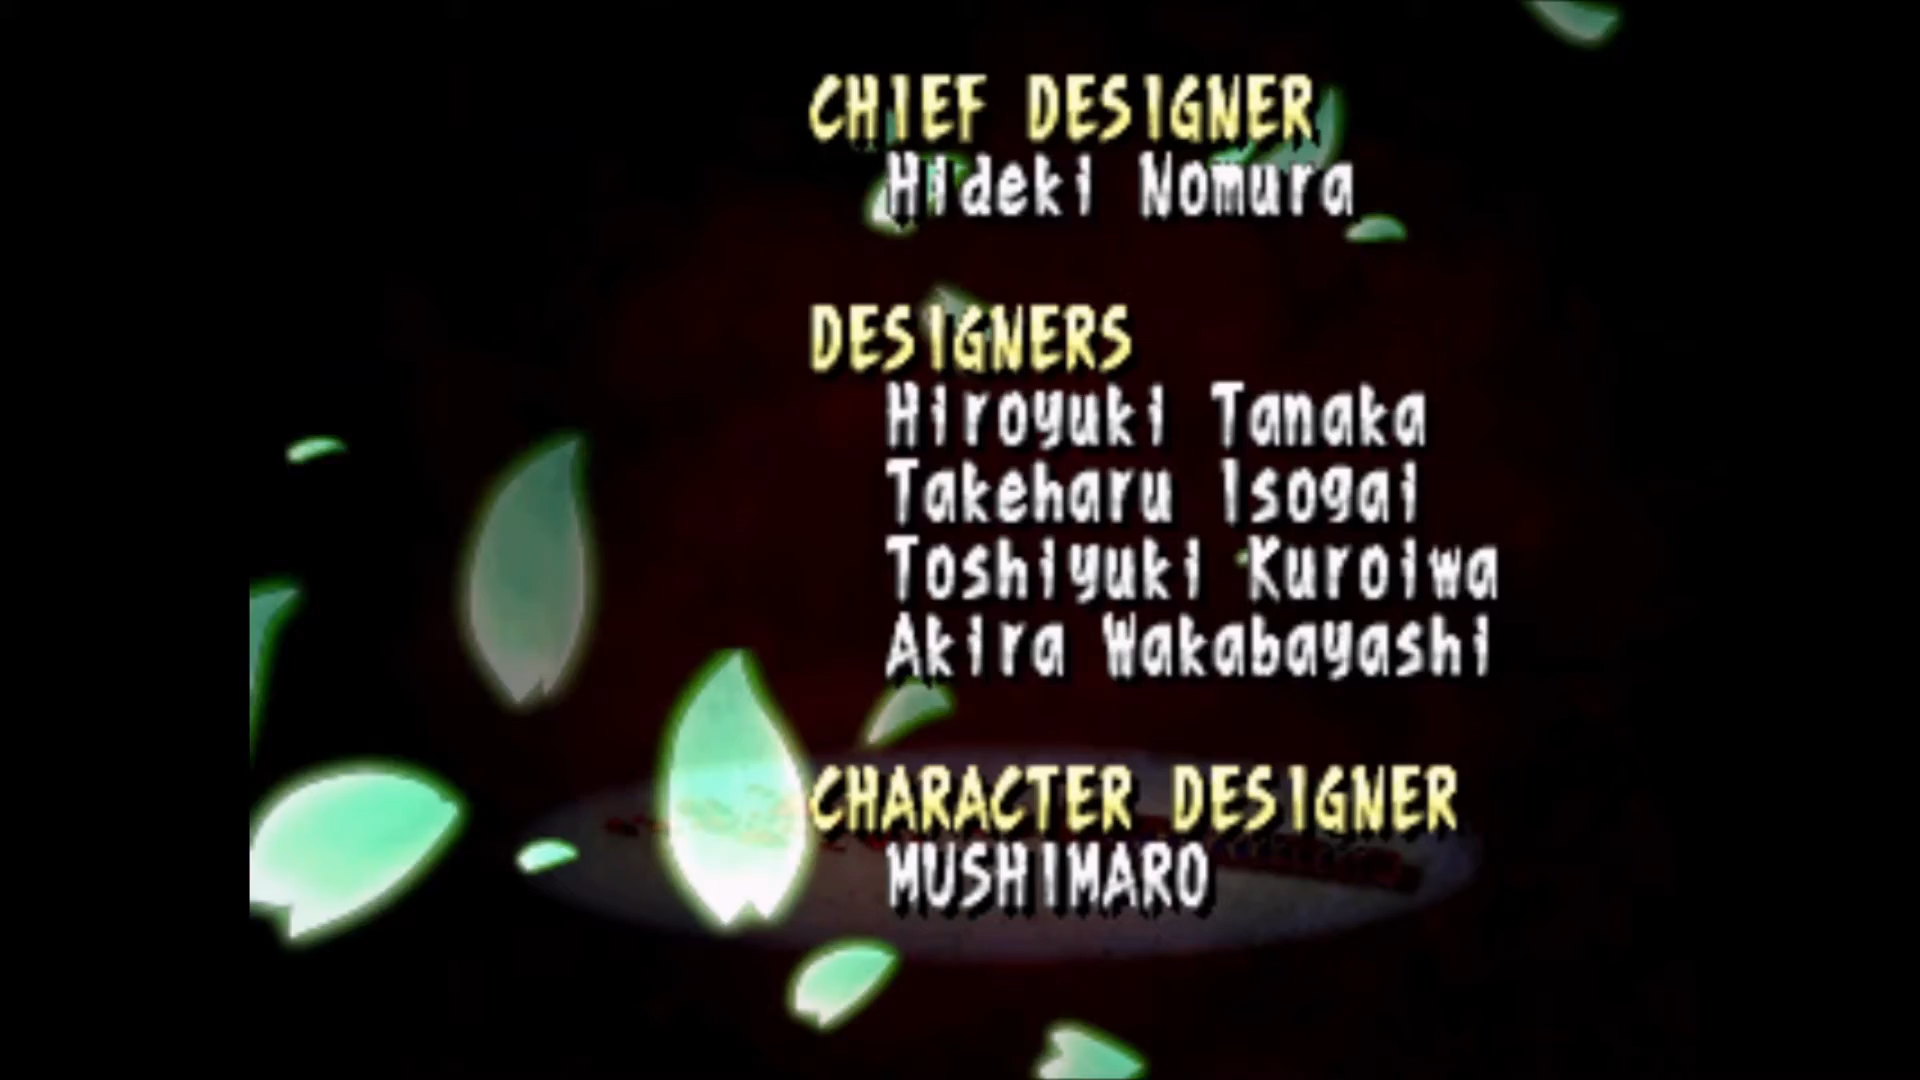 CHIEF DESIGNER
Hideki Nomura
DESIGNERS
Hiroyuki Tanaka
Takeharu Isogai
Toshiyuki Kuroiwa
Akira Wakabayashi
CHARACTER DESIGNER
MUSHIMARO